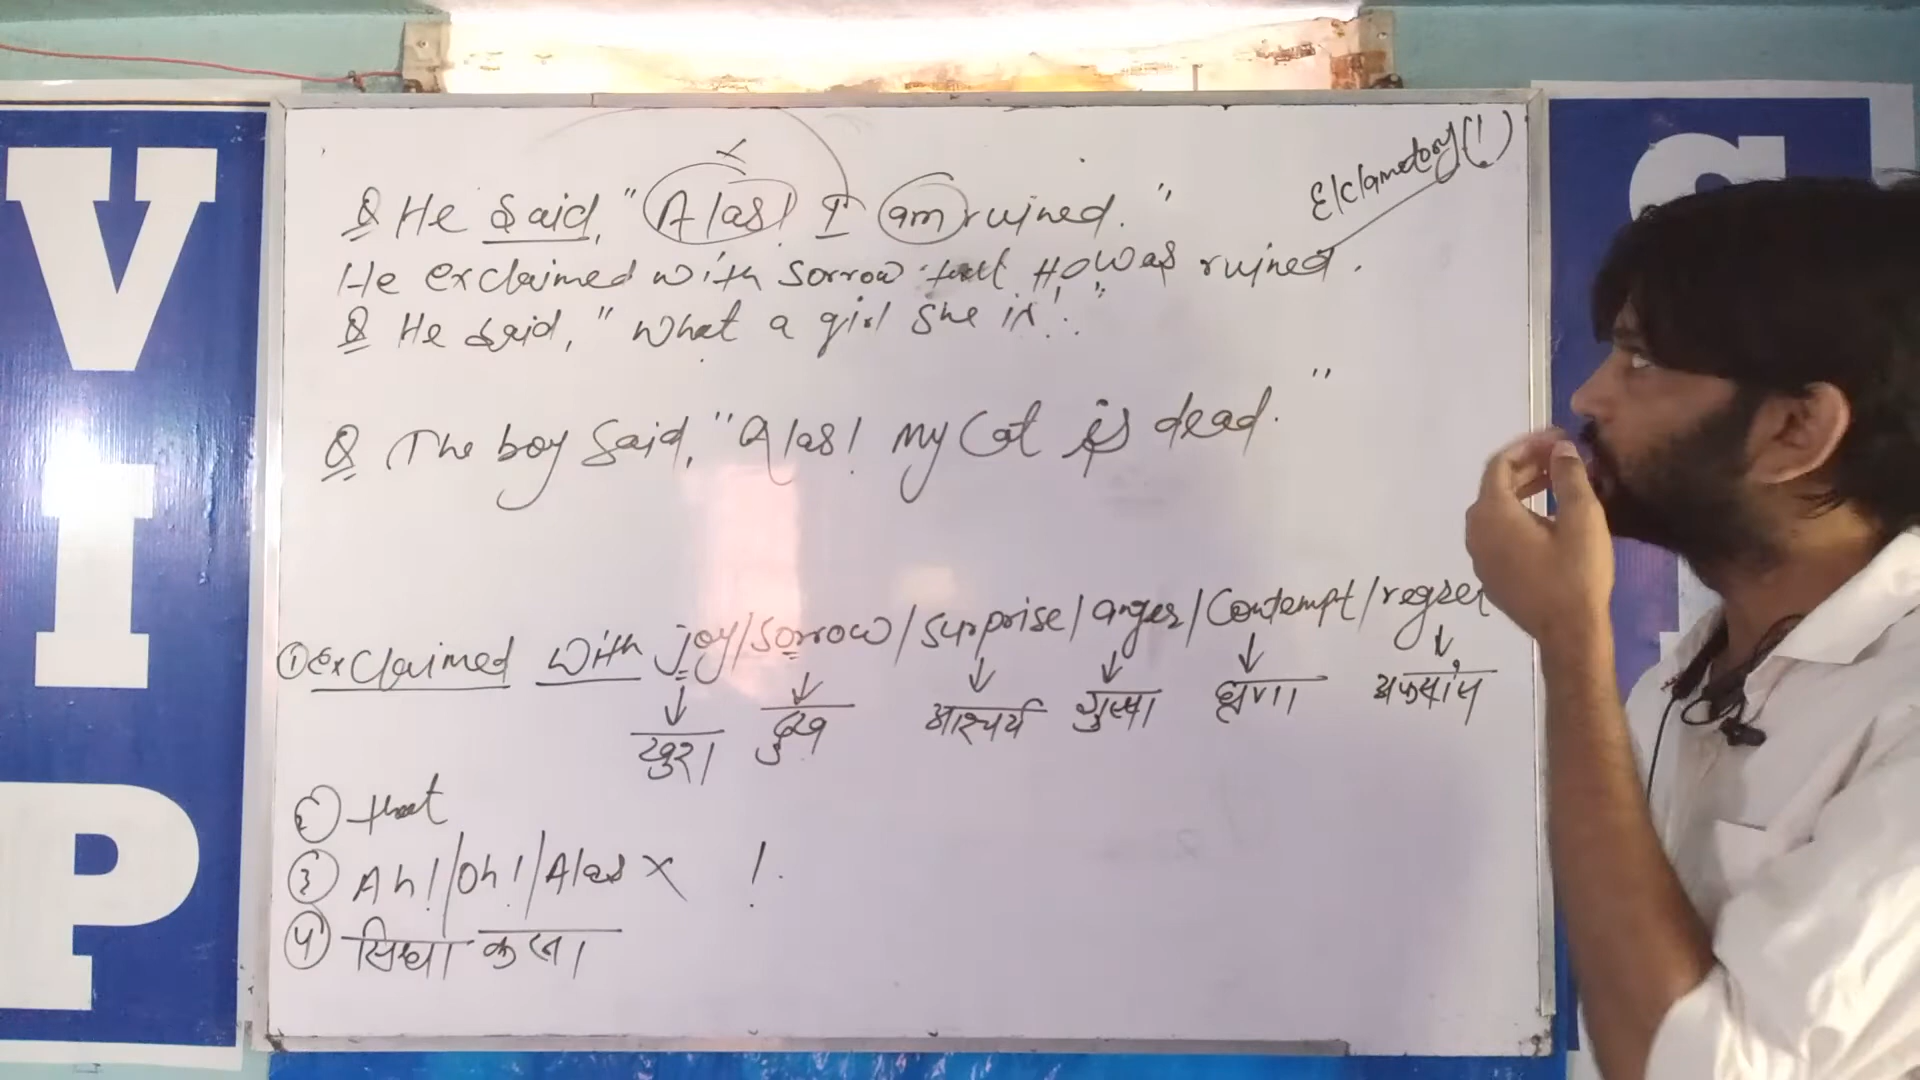 Exclamatory (!)
Q He Said, "Alas! I am ruined."
He exclaimed with sorrow that He was ruined.
Q He said, "What a girl she is!"
Q The boy Said, "Alas! My Cat is dead."
① exclaimed with joy/sorrow/surprise/anger/Contempt/regret
खुशी दुख आश्चर्य गुस्सा घृणा अफसोस
② that
③ Ah!/Oh!/Alas × !
④ सिधा करना
V
I
P